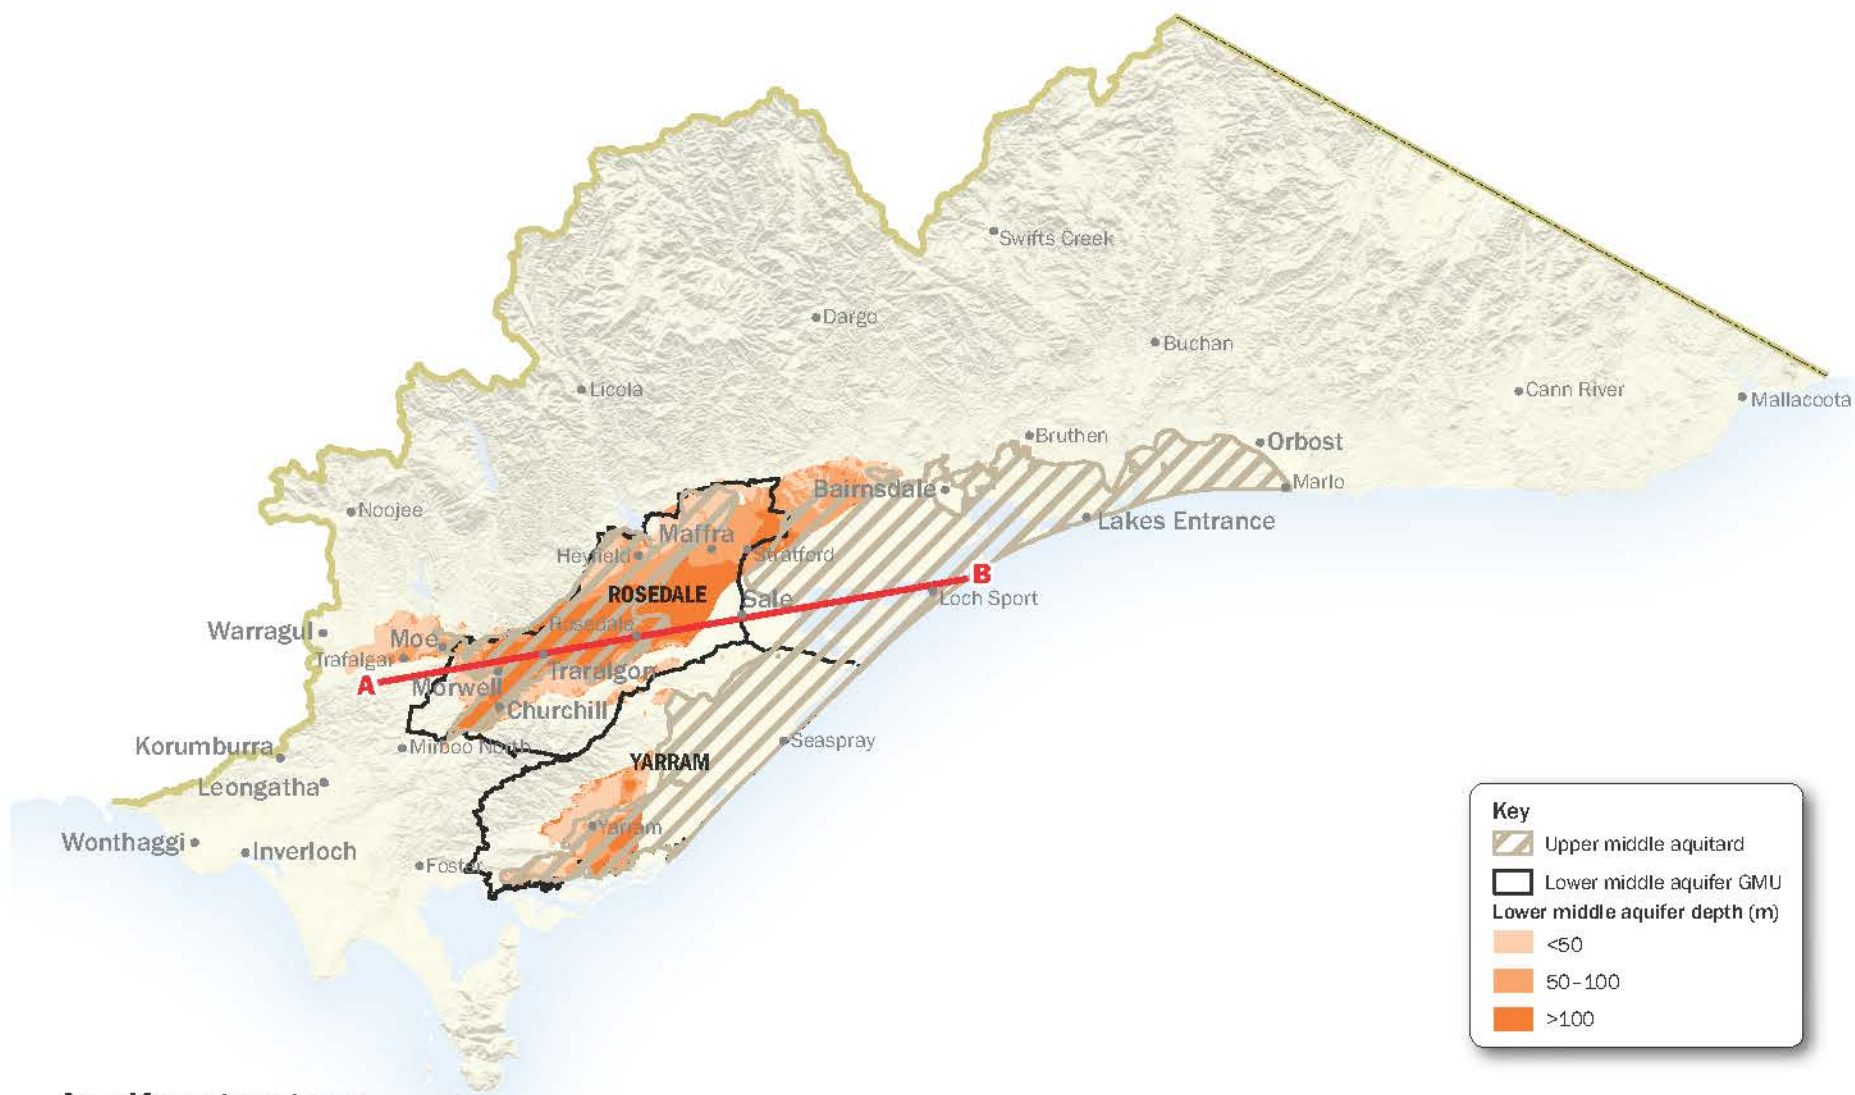 Swifts Creek
Dargo
Buchan
Licola
Cann River
Mallacoota
Bruthen
Orbost
Bairnsdale
Marlo
Noojee
Lakes Entrance
Maffra
Heyfield
Stratford
B
ROSEDALE
Sale
Loch Sport
Rosedale
Warragul
Moe
Trafalgar
Traralgon
A
Morwell
Churchill
Korumburra
Mirboo North
Seaspray
YARRAM
Leongatha
Yarram
Wonthaggi
Inverloch
Foster
Key
Upper middle aquitard
Lower middle aquifer GMU
Lower middle aquifer depth (m)
<50
50–100
>100